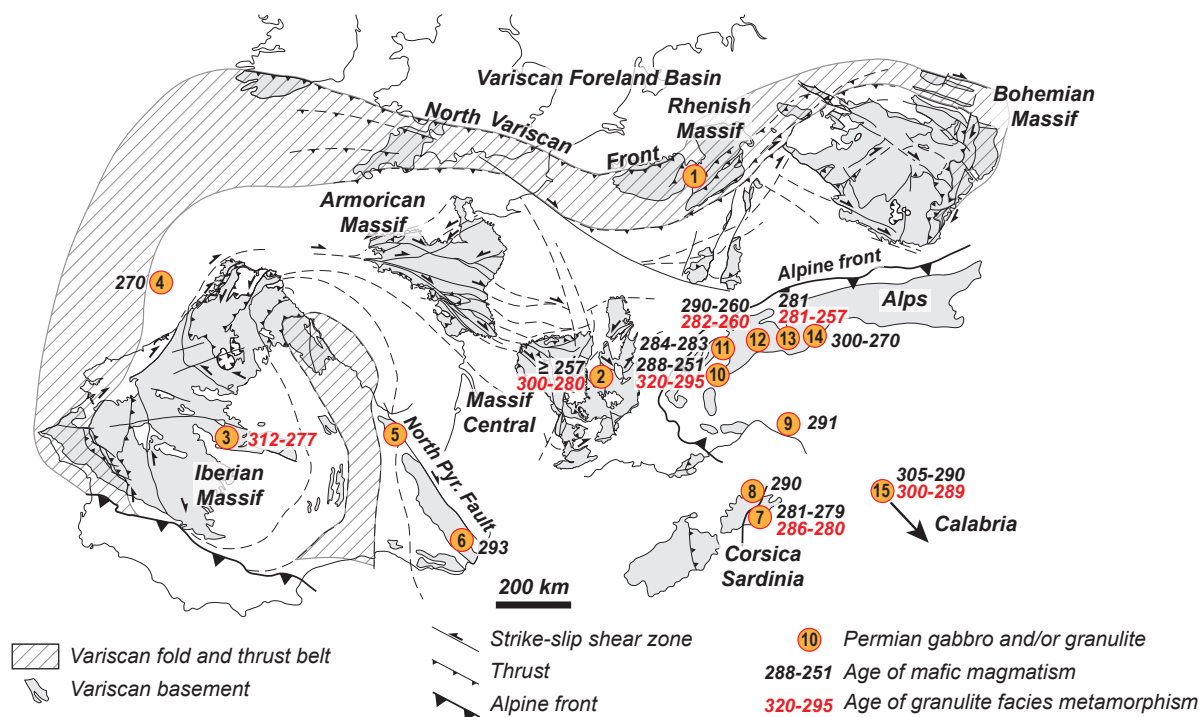 Variscan Foreland Basin
Bohemian
Massif
Rhenish
Massif
North Variscan
Front
1
Armorican
Massif
Alpine front
Alps
270 4
290-260
282-260
281
281-257
284-283
11
12
13
14
300-270
≥ 257
300-280
2
288-251
320-295
10
Massif
Central
3 312-277
Iberian
Massif
5
North Pyr. Fault
9 291
6
293
8 290
7
281-279
286-280
Corsica
Sardinia
305-290
300-289
15
Calabria
200 km
Variscan fold and thrust belt
Variscan basement
Strike-slip shear zone
Thrust
Alpine front
10 Permian gabbro and/or granulite
288-251 Age of mafic magmatism
320-295 Age of granulite facies metamorphism